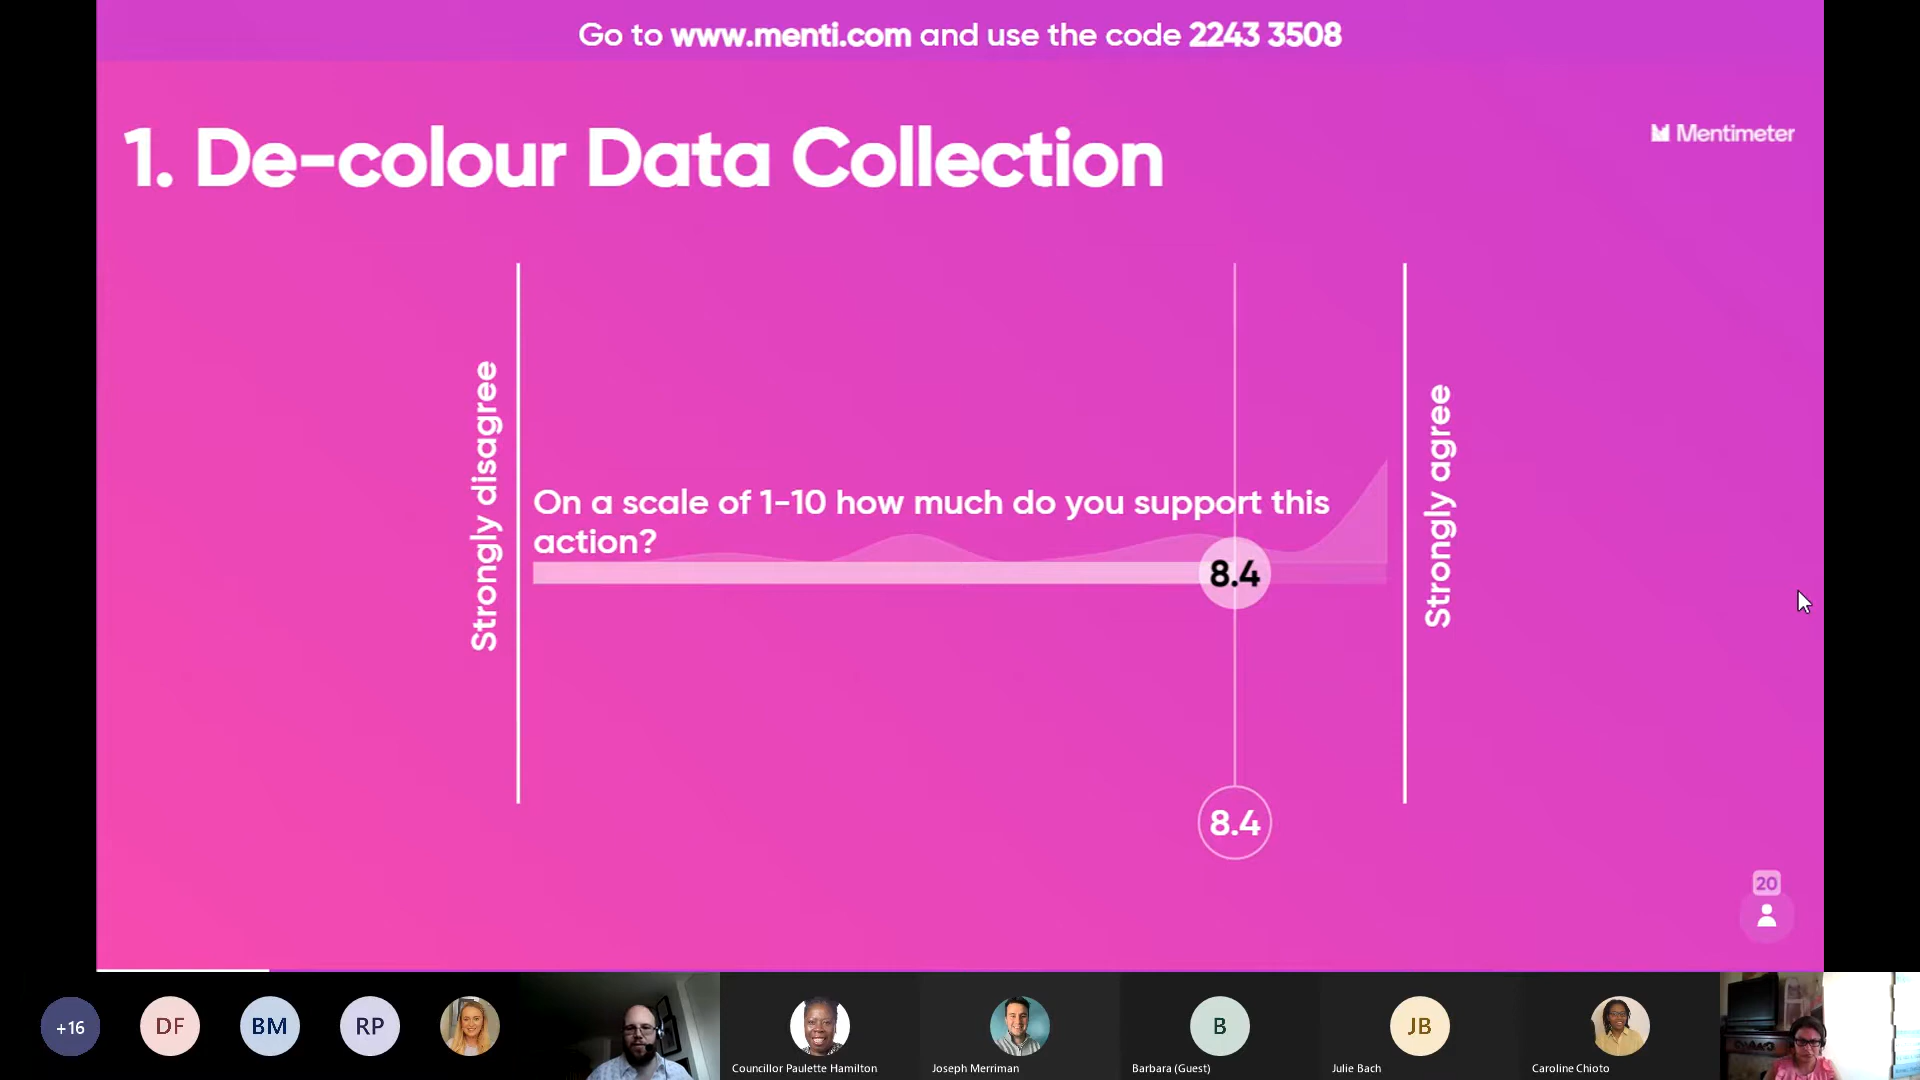 Go to www.menti.com and use the code 2243 3508
1. De-colour Data Collection
Mentimeter
Strongly disagree
On a scale of 1-10 how much do you support this
action?
8.4
Strongly agree
8.4
20
+16
DF
BM
RP
B
JB
Councillor Paulette Hamilton
Joseph Merriman
Barbara (Guest)
Julie Bach
Caroline Chioto